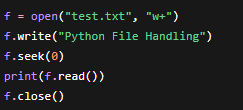 f = open("test.txt", "w+")
f.write("Python File Handling")
f.seek(0)
print(f.read())
f.close()